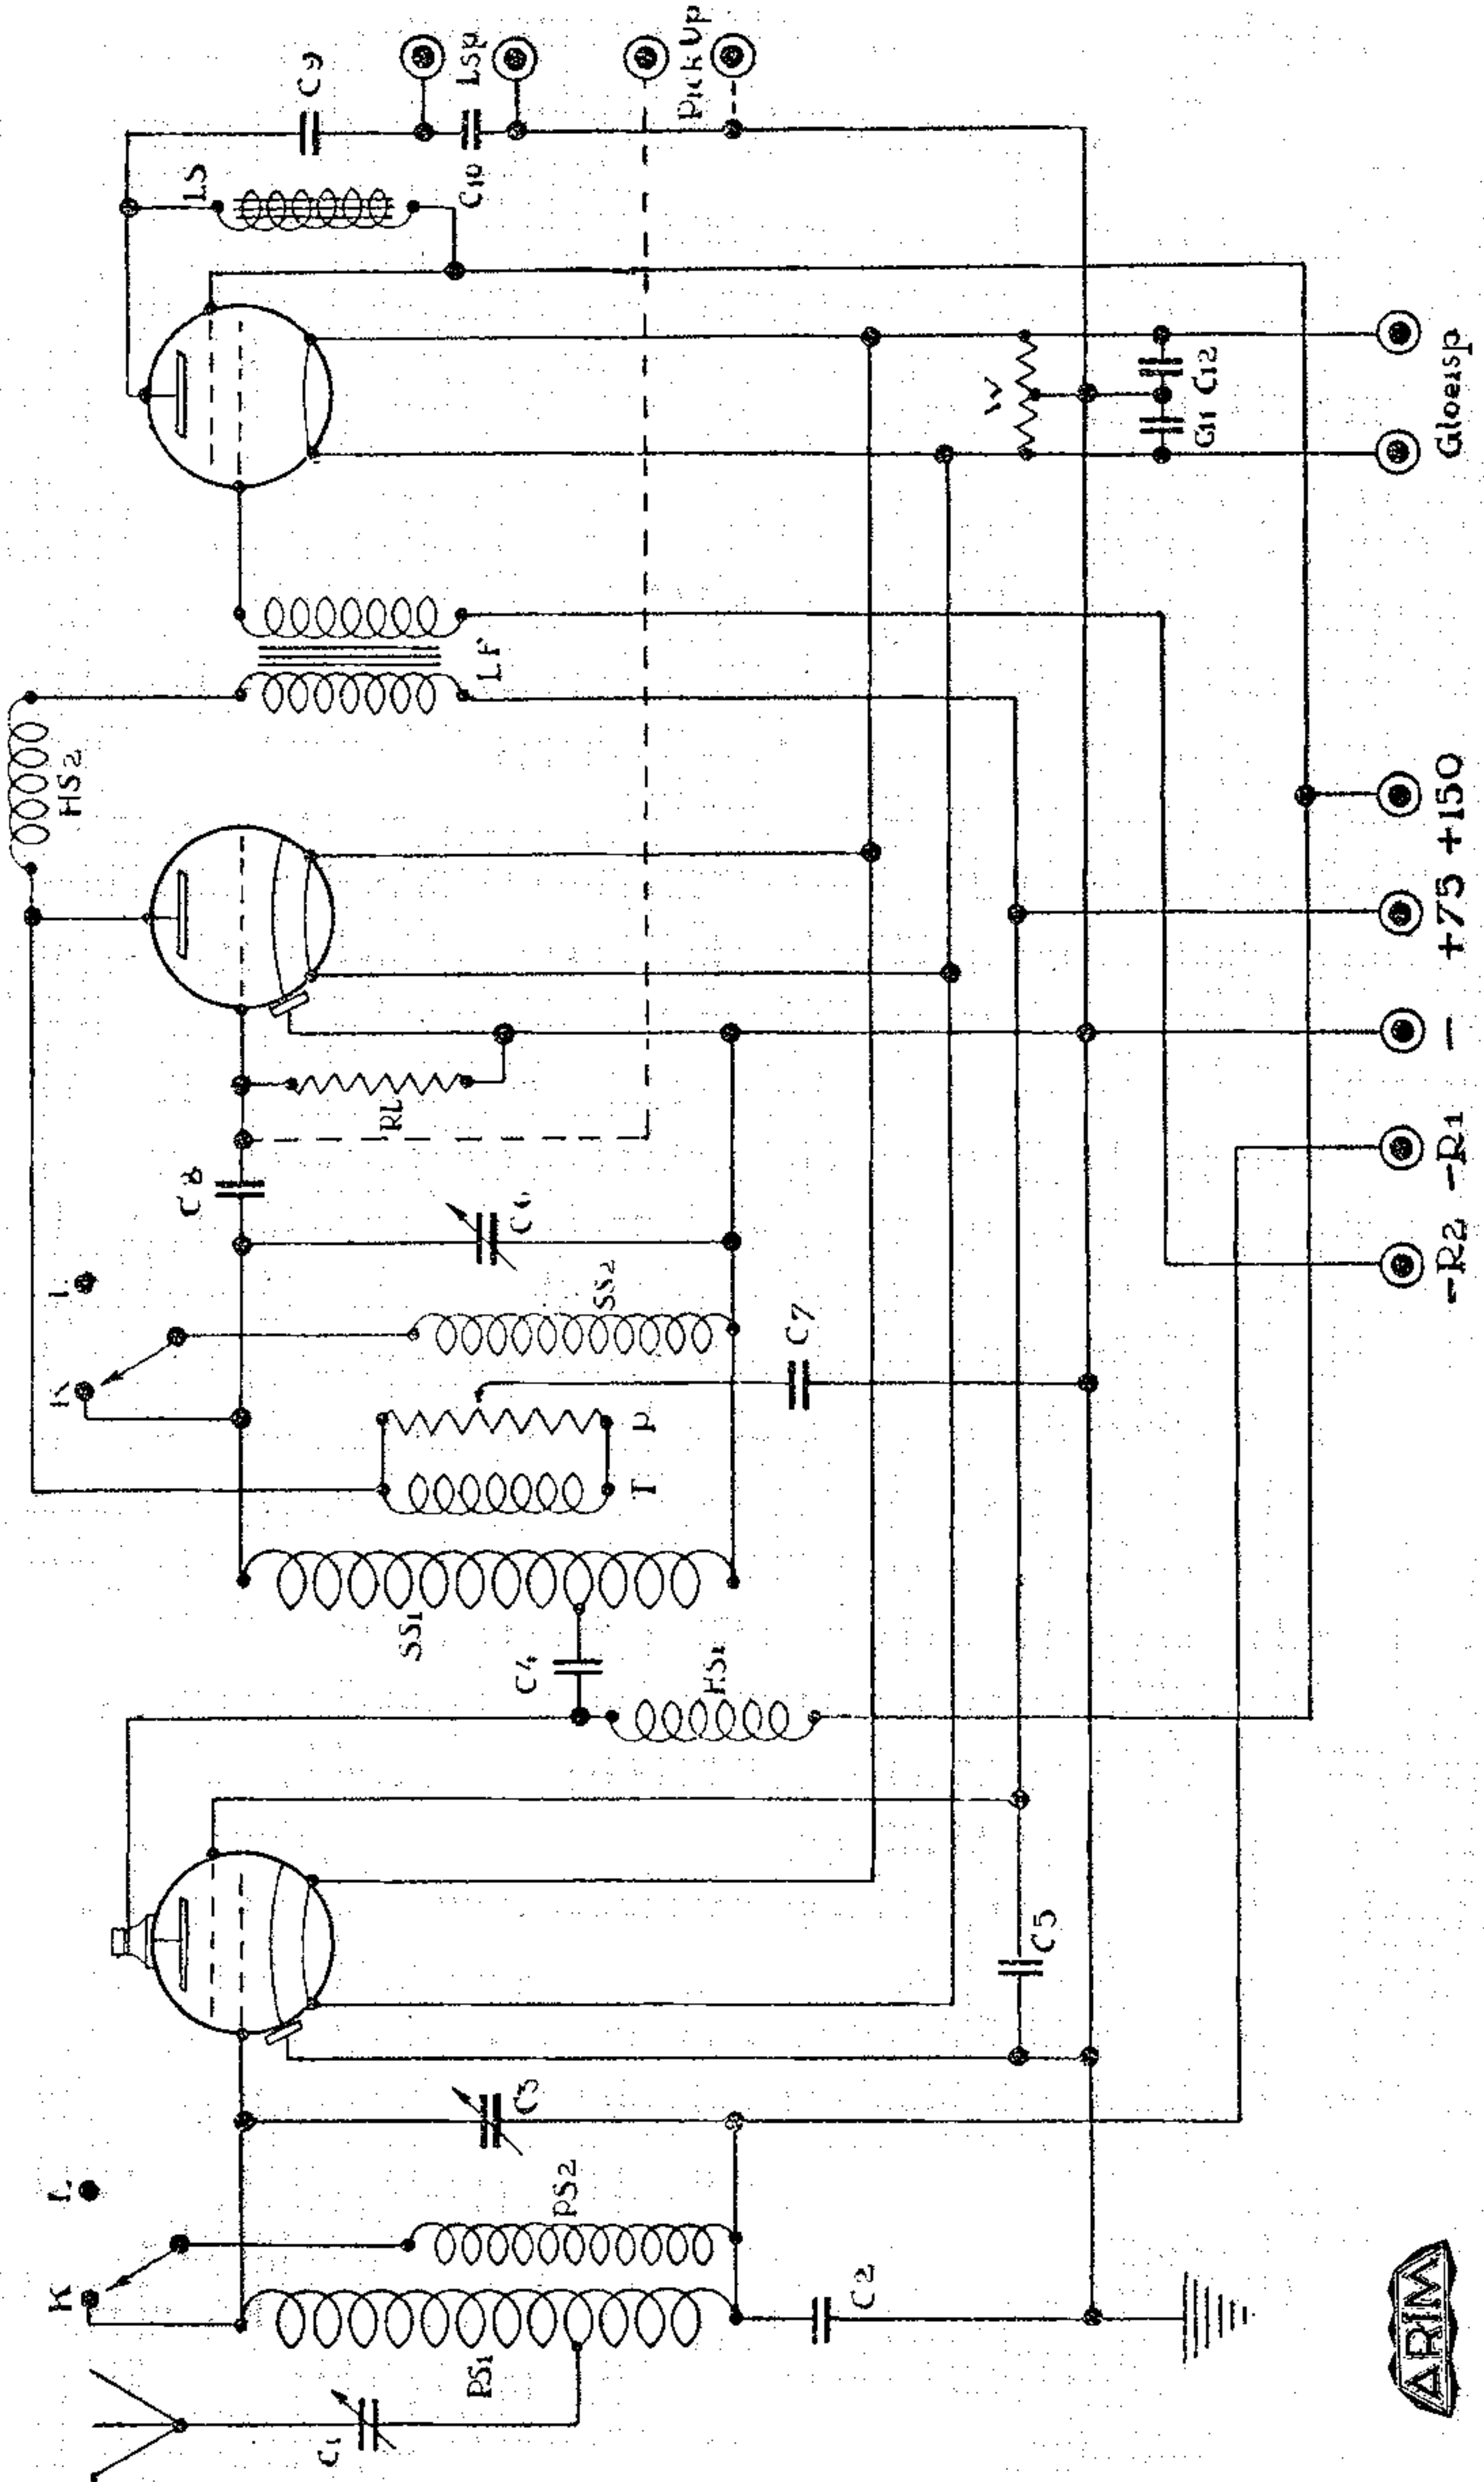 C1
PS1
K
L
PS2
C2
C3
C5
C4
HS1
SS1
T
P
K
L
SS2
C6
C7
C8
RL
HS2
LF
LS
C9
C10
Lsp
Pick Up
W
C11 C12
-R2 -R1 - +75 +150
Gloeisp
ARIM